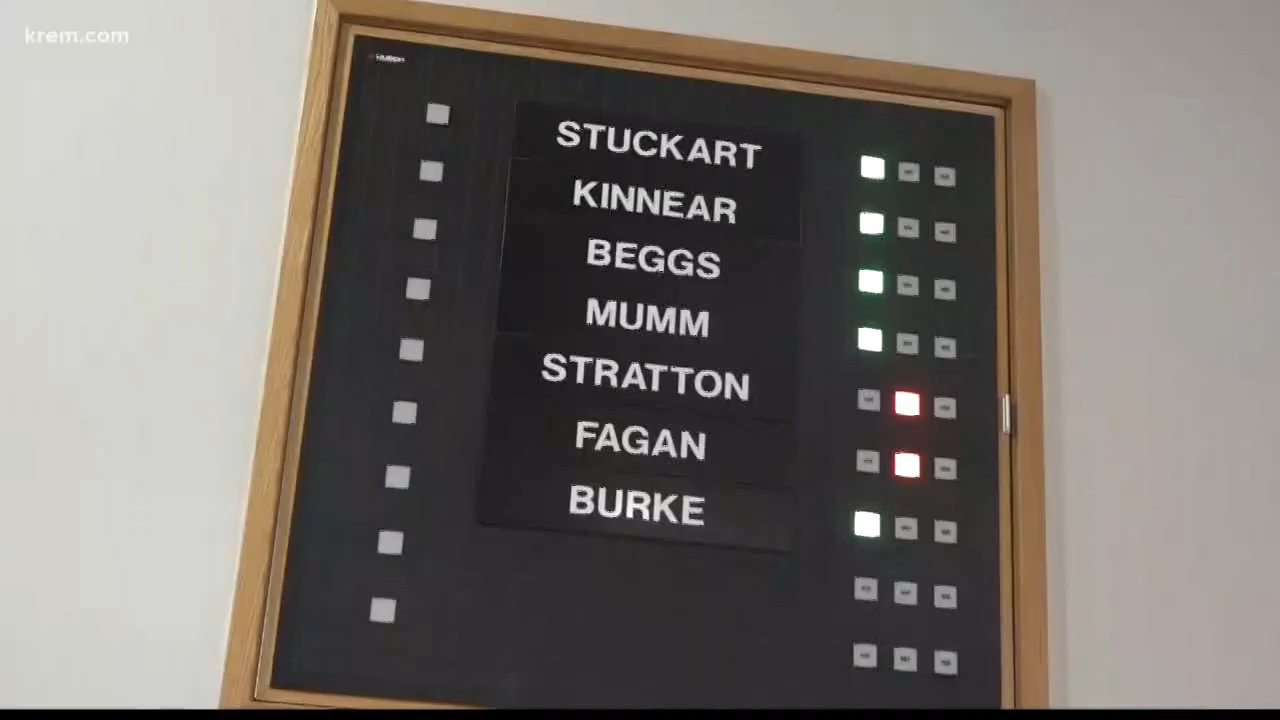 krem.com
STUCKART
KINNEAR
BEGGS
MUMM
STRATTON
FAGAN
BURKE